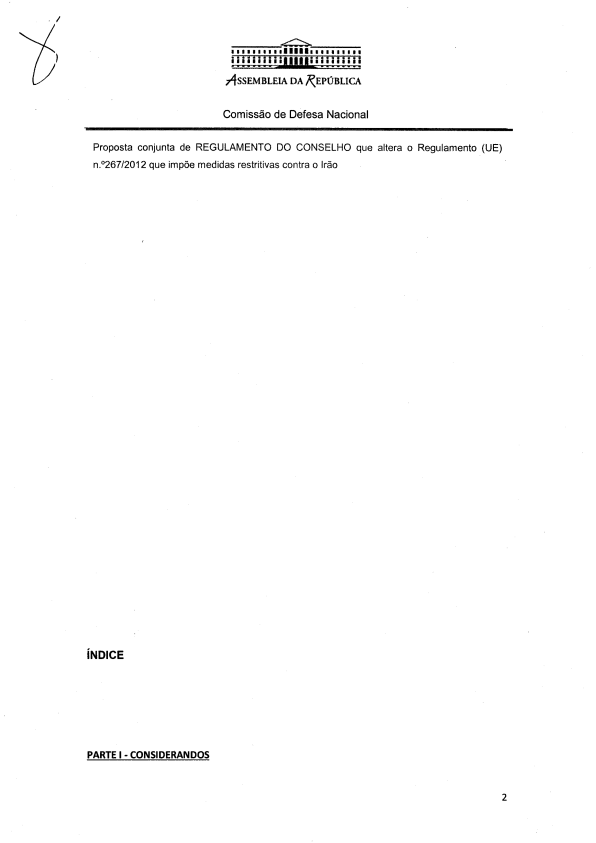 ASSEMBLEIA DA REPÚBLICA
Comissão de Defesa Nacional
Proposta conjunta de REGULAMENTO DO CONSELHO que altera o Regulamento (UE)
n.º267/2012 que impõe medidas restritivas contra o Irão
ÍNDICE
PARTE I - CONSIDERANDOS
2